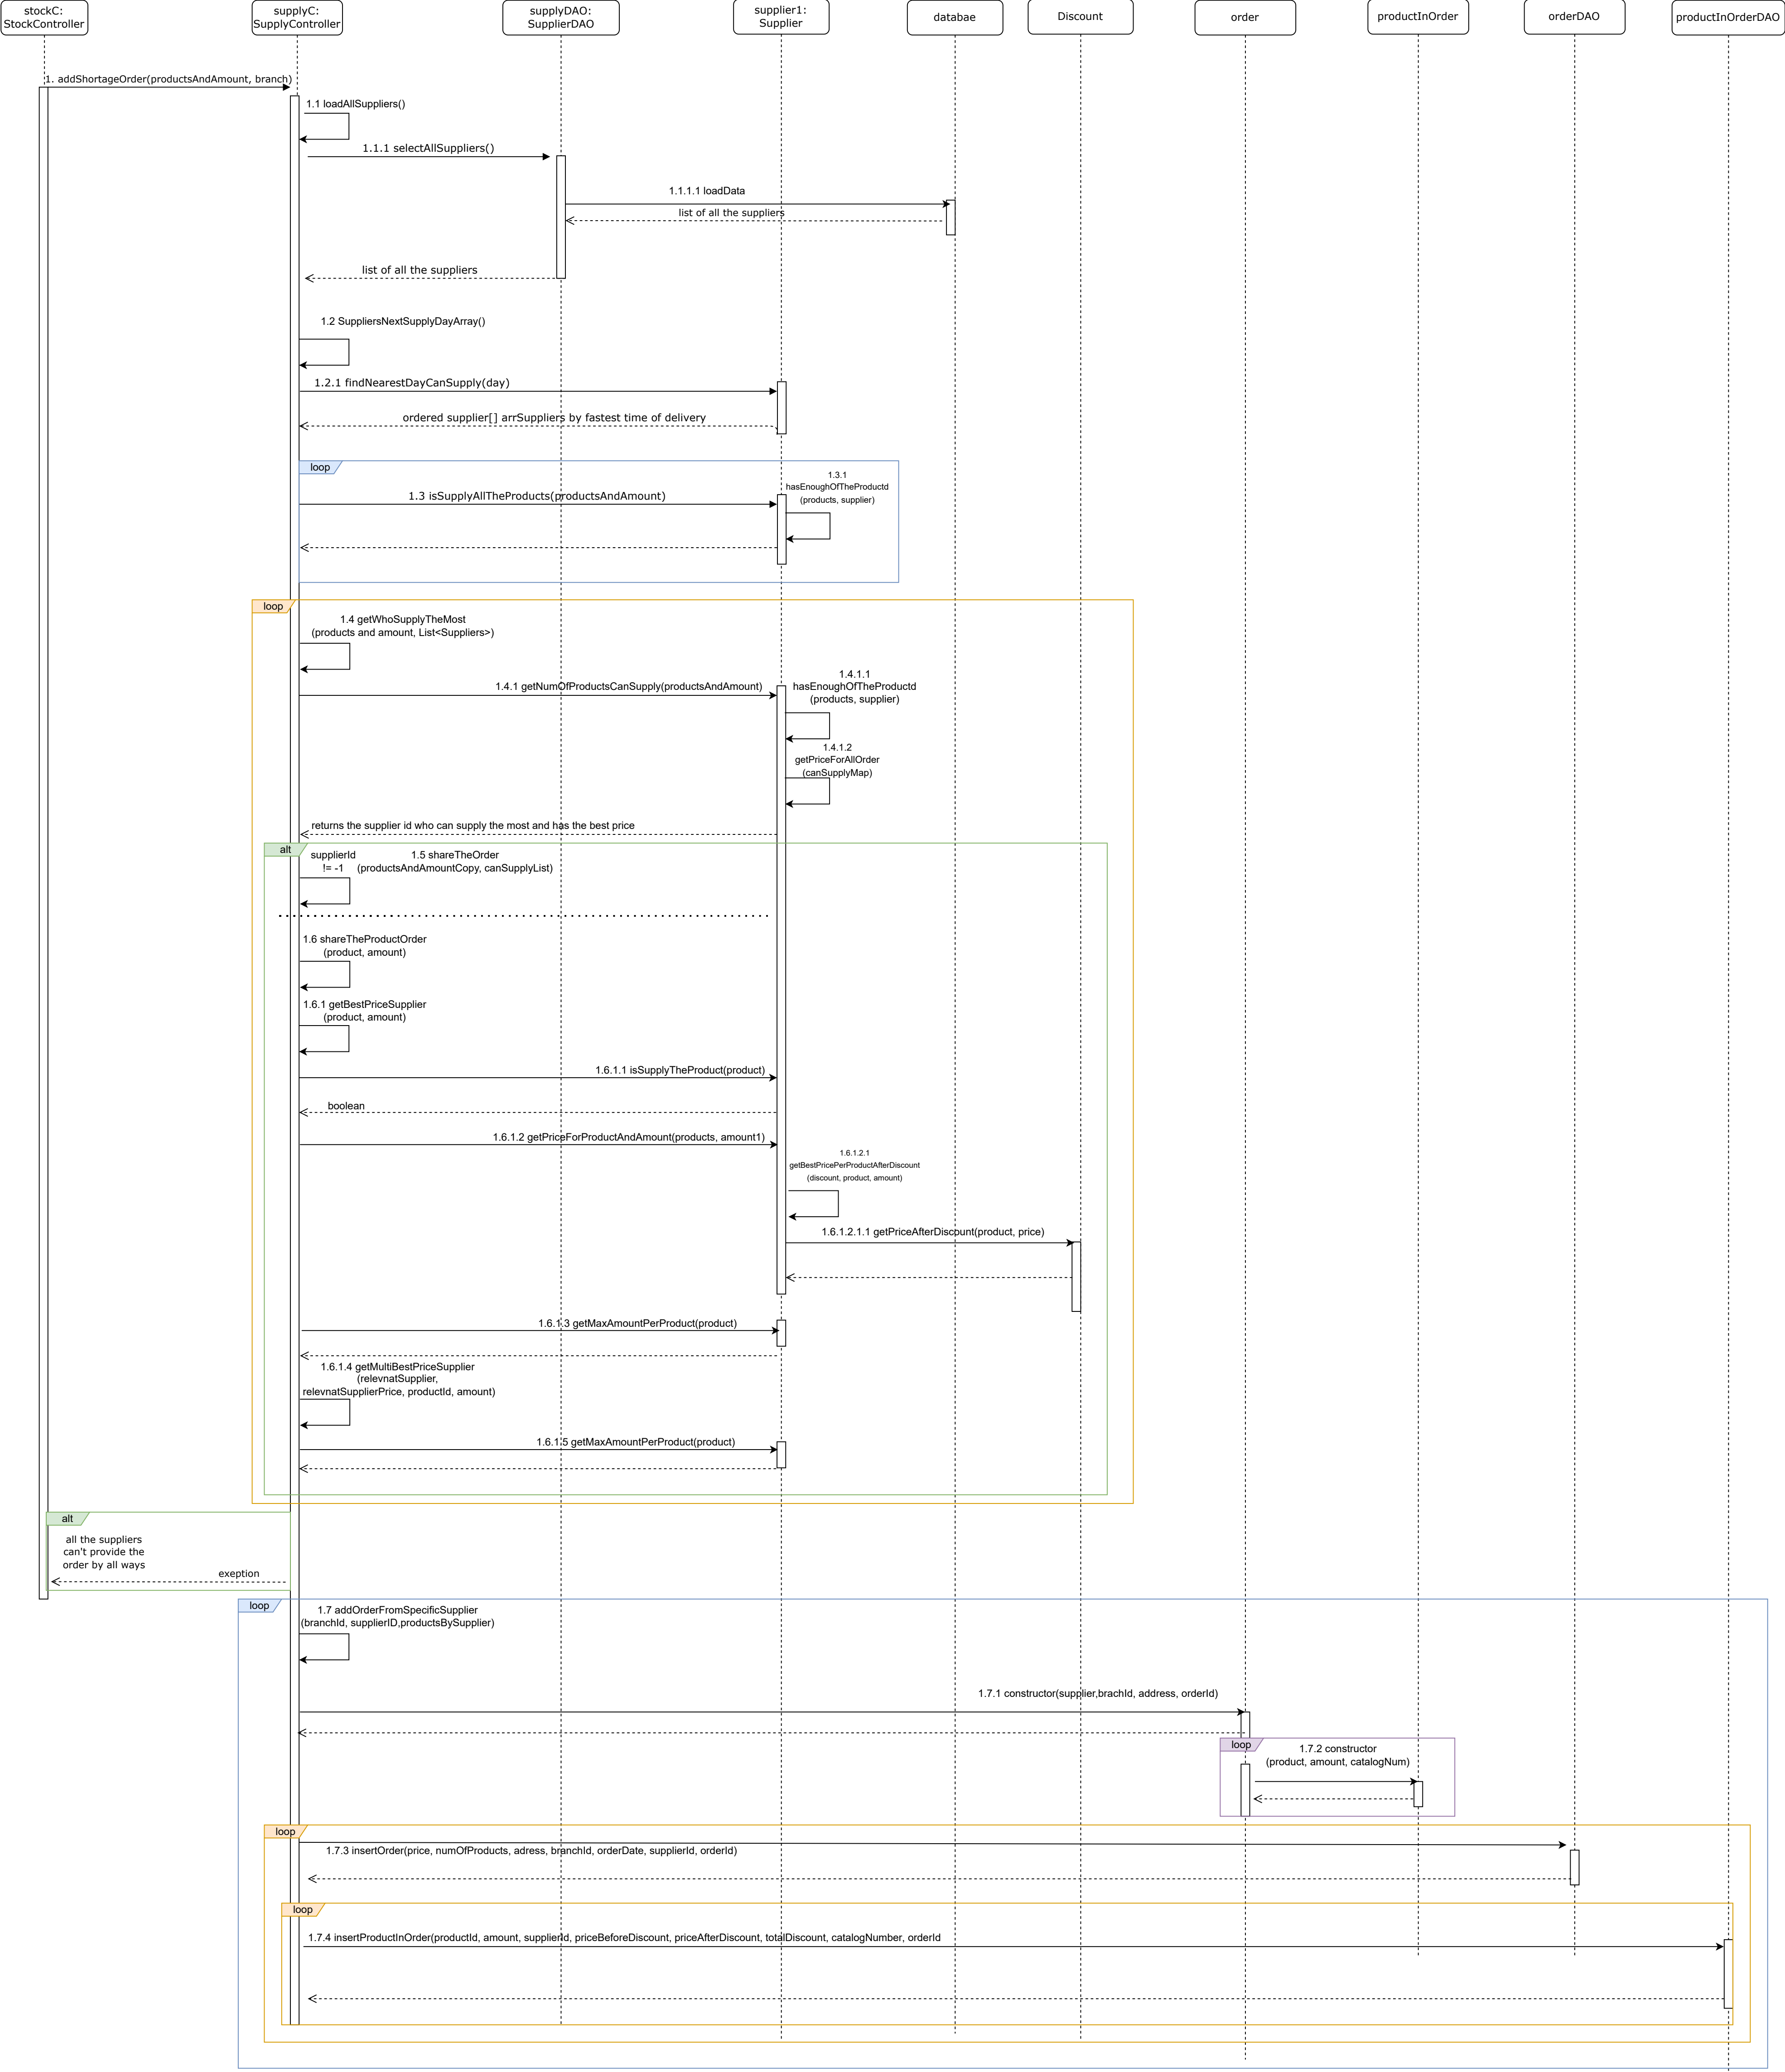 stockC:
StockController
supplyC:
SupplyController
supplyDAO:
SupplierDAO
supplier1:
Supplier
databae
Discount
order
productInOrder
orderDAO
productInOrderDAO
1. addShortageOrder(productsAndAmount, branch)
1.1 loadAllSuppliers()
1.1.1 selectAllSuppliers()
1.1.1.1 loadData
list of all the suppliers
list of all the suppliers
1.2 SuppliersNextSupplyDayArray()
1.2.1 findNearestDayCanSupply(day)
ordered supplier[] arrSuppliers by fastest time of delivery
loop
1.3 isSupplyAllTheProducts(productsAndAmount)
1.3.1
hasEnoughOfTheProductd
(products, supplier)
loop
1.4 getWhoSupplyTheMost
(products and amount, List<Suppliers>)
1.4.1 getNumOfProductsCanSupply(productsAndAmount)
1.4.1.1
hasEnoughOfTheProductd
(products, supplier)
1.4.1.2
getPriceForAllOrder
(canSupplyMap)
returns the supplier id who can supply the most and has the best price
alt
supplierId
!= -1
1.5 shareTheOrder
(productsAndAmountCopy, canSupplyList)
1.6 shareTheProductOrder
(product, amount)
1.6.1 getBestPriceSupplier
(product, amount)
1.6.1.1 isSupplyTheProduct(product)
boolean
1.6.1.2 getPriceForProductAndAmount(products, amount1)
1.6.1.2.1
getBestPricePerProductAfterDiscount
(discount, product, amount)
1.6.1.2.1.1 getPriceAfterDiscount(product, price)
1.6.1.3 getMaxAmountPerProduct(product)
1.6.1.4 getMultiBestPriceSupplier
(relevnatSupplier,
relevnatSupplierPrice, productId, amount)
1.6.1.5 getMaxAmountPerProduct(product)
alt
all the suppliers
can't provide the
order by all ways
exeption
loop
1.7 addOrderFromSpecificSupplier
(branchId, supplierID,productsBySupplier)
1.7.1 constructor(supplier,brachId, address, orderId)
loop
1.7.2 constructor
(product, amount, catalogNum)
loop
1.7.3 insertOrder(price, numOfProducts, adress, branchId, orderDate, supplierId, orderId)
loop
1.7.4 insertProductInOrder(productId, amount, supplierId, priceBeforeDiscount, priceAfterDiscount, totalDiscount, catalogNumber, orderId